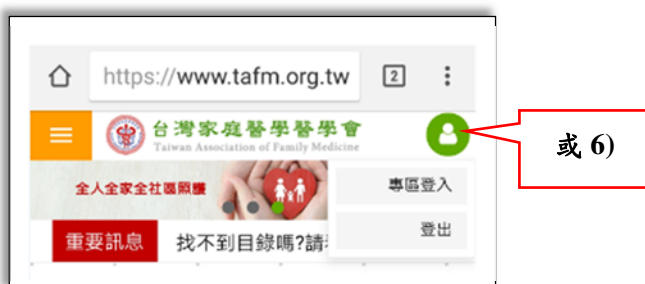 https://www.tafm.org.tw
2
台灣家庭醫學醫學會
Taiwan Association of Family Medicine
或 6)
全人全家全社區照護
專區登入
登出
重要訊息
找不到目錄嗎?請